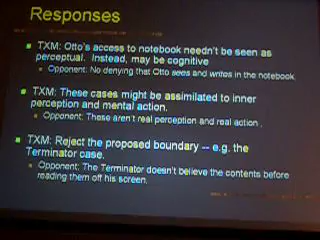 Responses
TXM: Otto's access to notebook needn't be seen as
perceptual. Instead, may be cognitive
Opponent: No denying that Otto sees and writes in the notebook.
TXM: These cases might be assimilated to inner
perception and mental action.
Opponent: These aren't real perception and real action .
TXM: Reject the proposed boundary -- e.g. the
Terminator case.
Opponent: The Terminator doesn't believe the contents before
reading them off his screen.